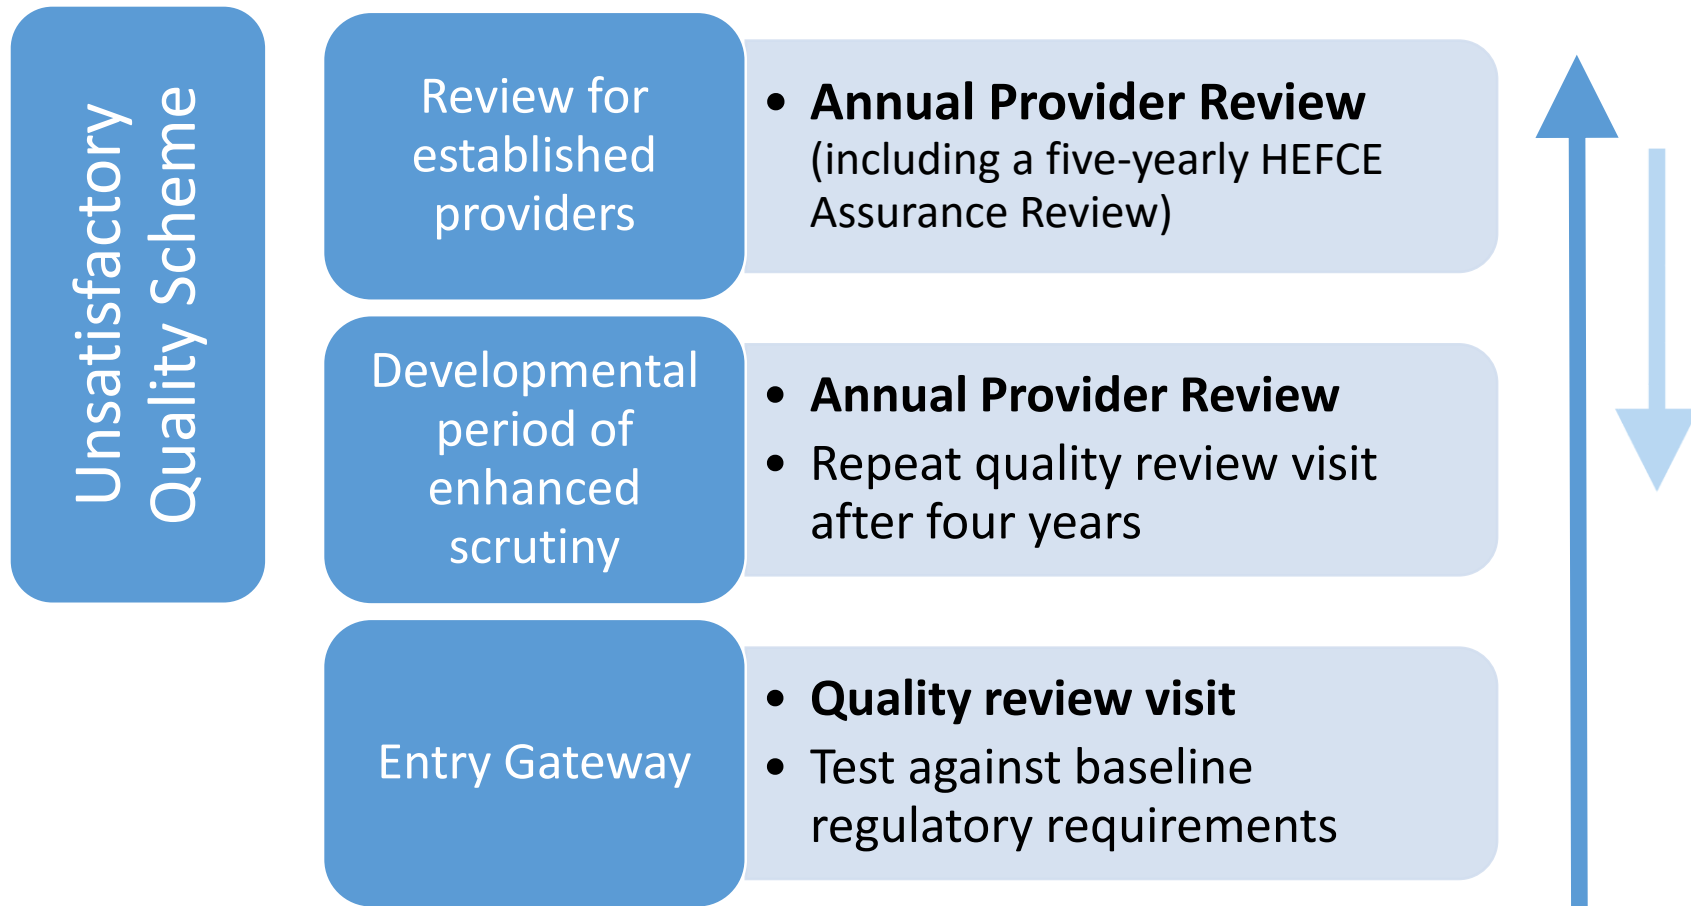 Unsatisfactory
Quality Scheme
Review for
established
providers
• Annual Provider Review
(including a five-yearly HEFCE
Assurance Review)
Developmental
period of
enhanced
scrutiny
• Annual Provider Review
• Repeat quality review visit
after four years
Entry Gateway
• Quality review visit
• Test against baseline
regulatory requirements